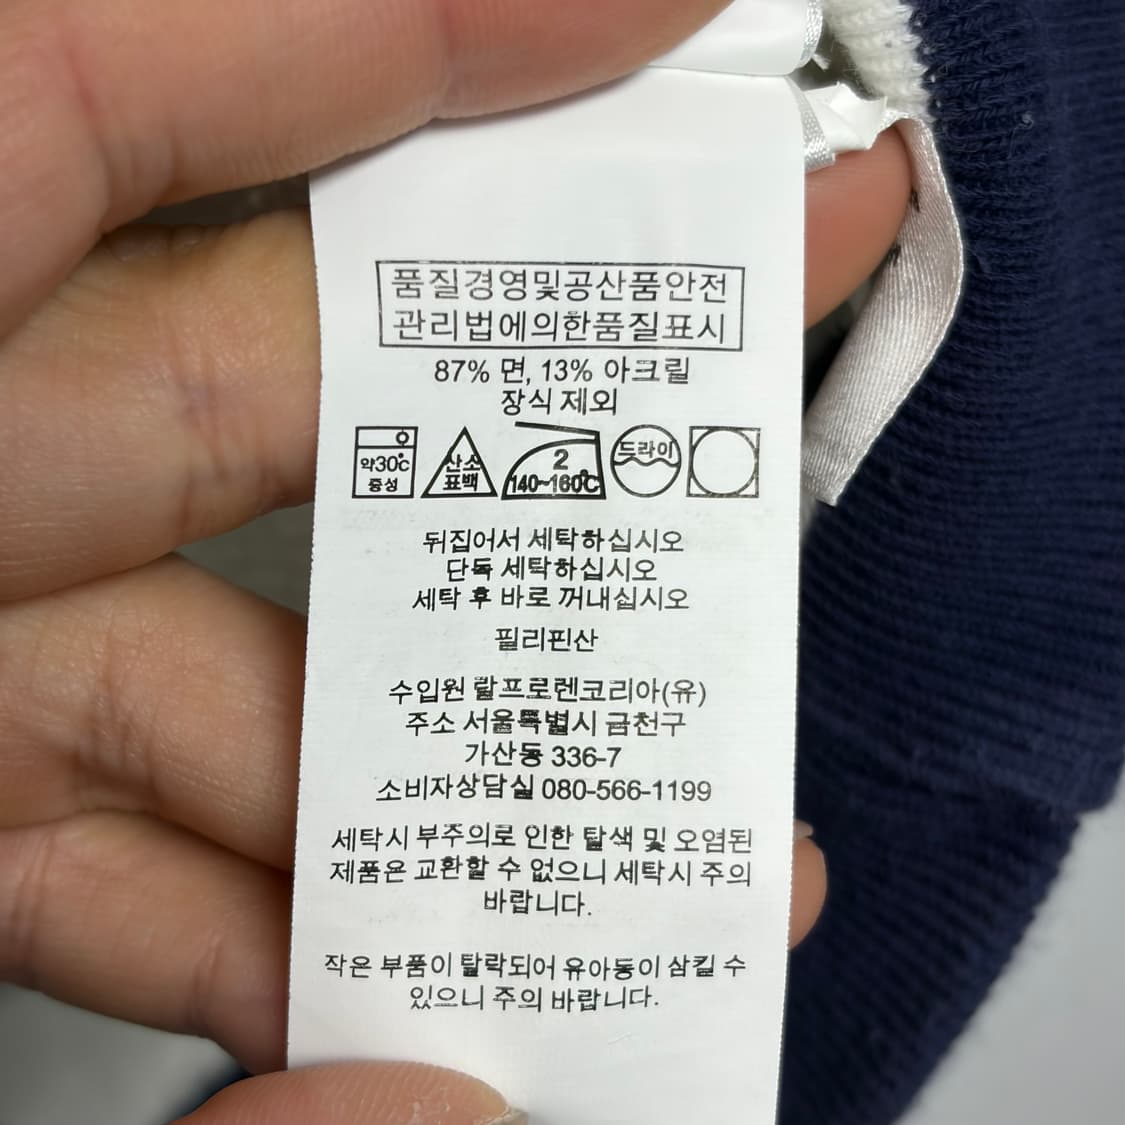 품질경영및공산품안전
관리법에의한품질표시
87% 면, 13% 아크릴
장식 제외
약30℃
중성
산소
표백
2
140~160℃
드라이
뒤집어서 세탁하십시오
단독 세탁하십시오
세탁 후 바로 꺼내십시오
필리핀산
수입원 랄프로렌코리아(유)
주소 서울특별시 금천구
가산동 336-7
소비자상담실 080-566-1199
세탁시 부주의로 인한 탈색 및 오염된
제품은 교환할 수 없으니 세탁시 주의
바랍니다.
작은 부품이 탈락되어 유아동이 삼킬 수
있으니 주의 바랍니다.